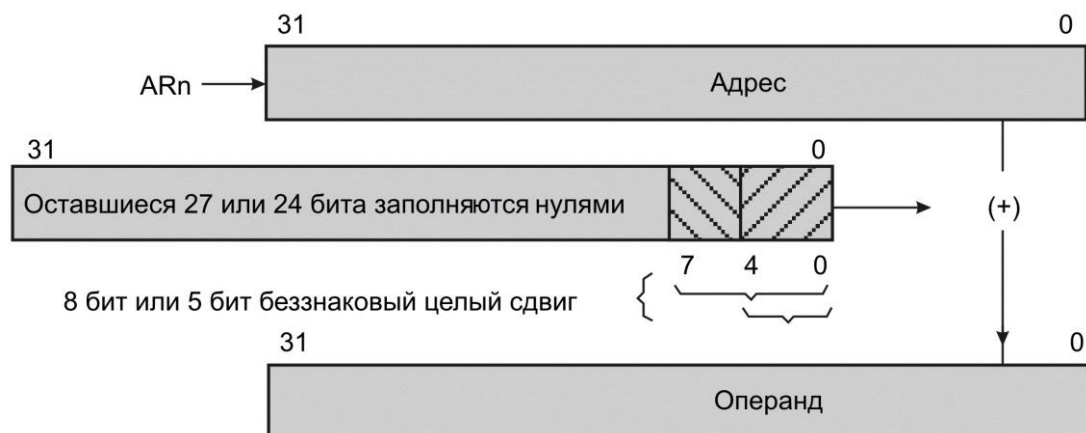 31 0
ARn
Адрес
31 0
Оставшиеся 27 или 24 бита заполняются нулями
(+)
7 4 0
8 бит или 5 бит беззнаковый целый сдвиг
31 0
Операнд